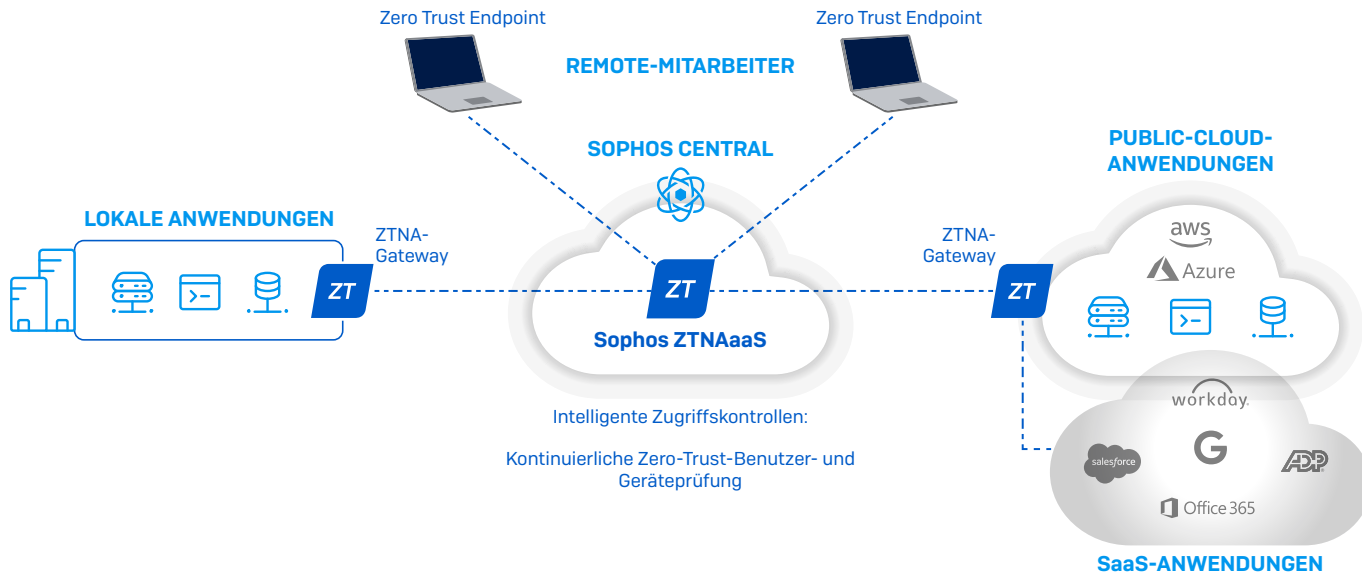 Zero Trust Endpoint
Zero Trust Endpoint
REMOTE-MITARBEITER
SOPHOS CENTRAL
PUBLIC-CLOUD-
ANWENDUNGEN
LOKALE ANWENDUNGEN
ZTNA-
Gateway
ZT
ZT
Sophos ZTNAaaS
ZTNA-
Gateway
ZT
aws
Azure
Intelligente Zugriffskontrollen:
Kontinuierliche Zero-Trust-Benutzer- und
Geräteprüfung
workday.
salesforce
G
ADP
Office 365
SaaS-ANWENDUNGEN